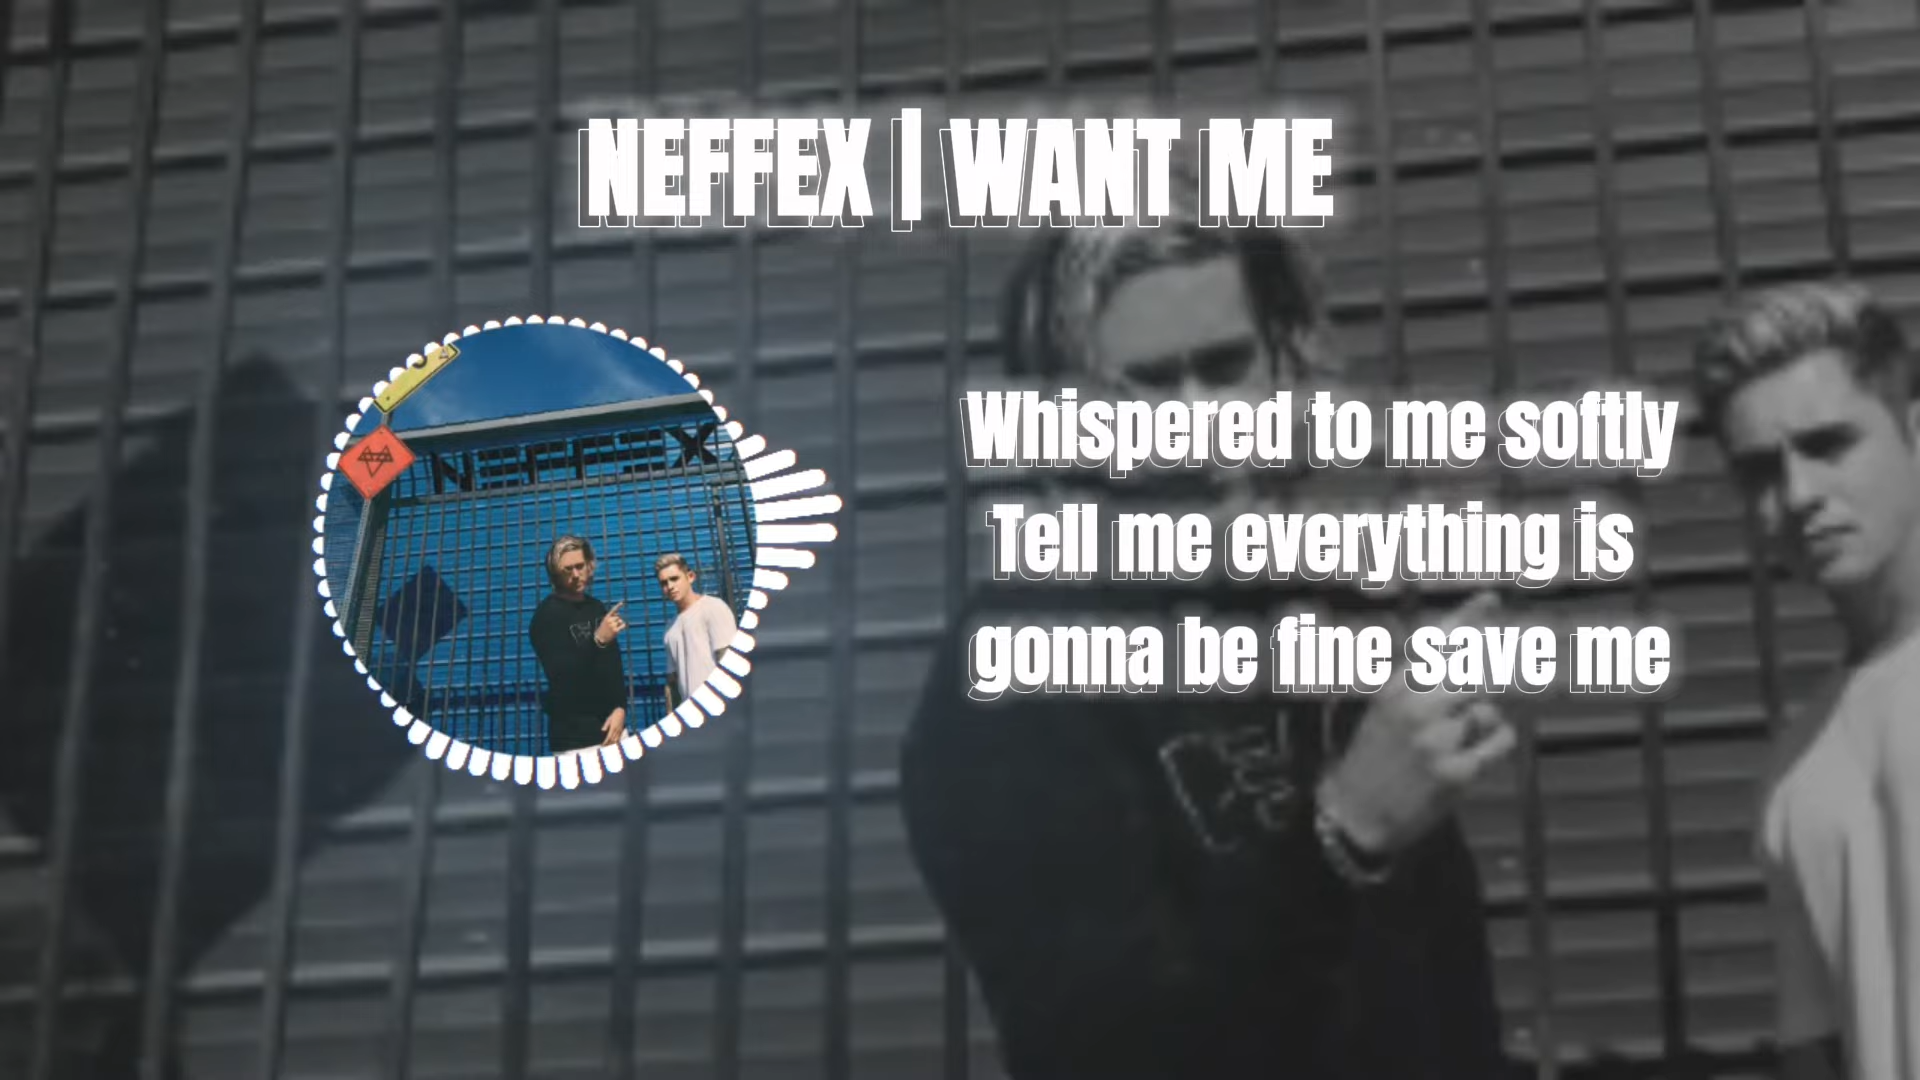 NEFFEX | WANT ME
NEFFEX
Whispered to me softly
Tell me everything is
gonna be fine save me